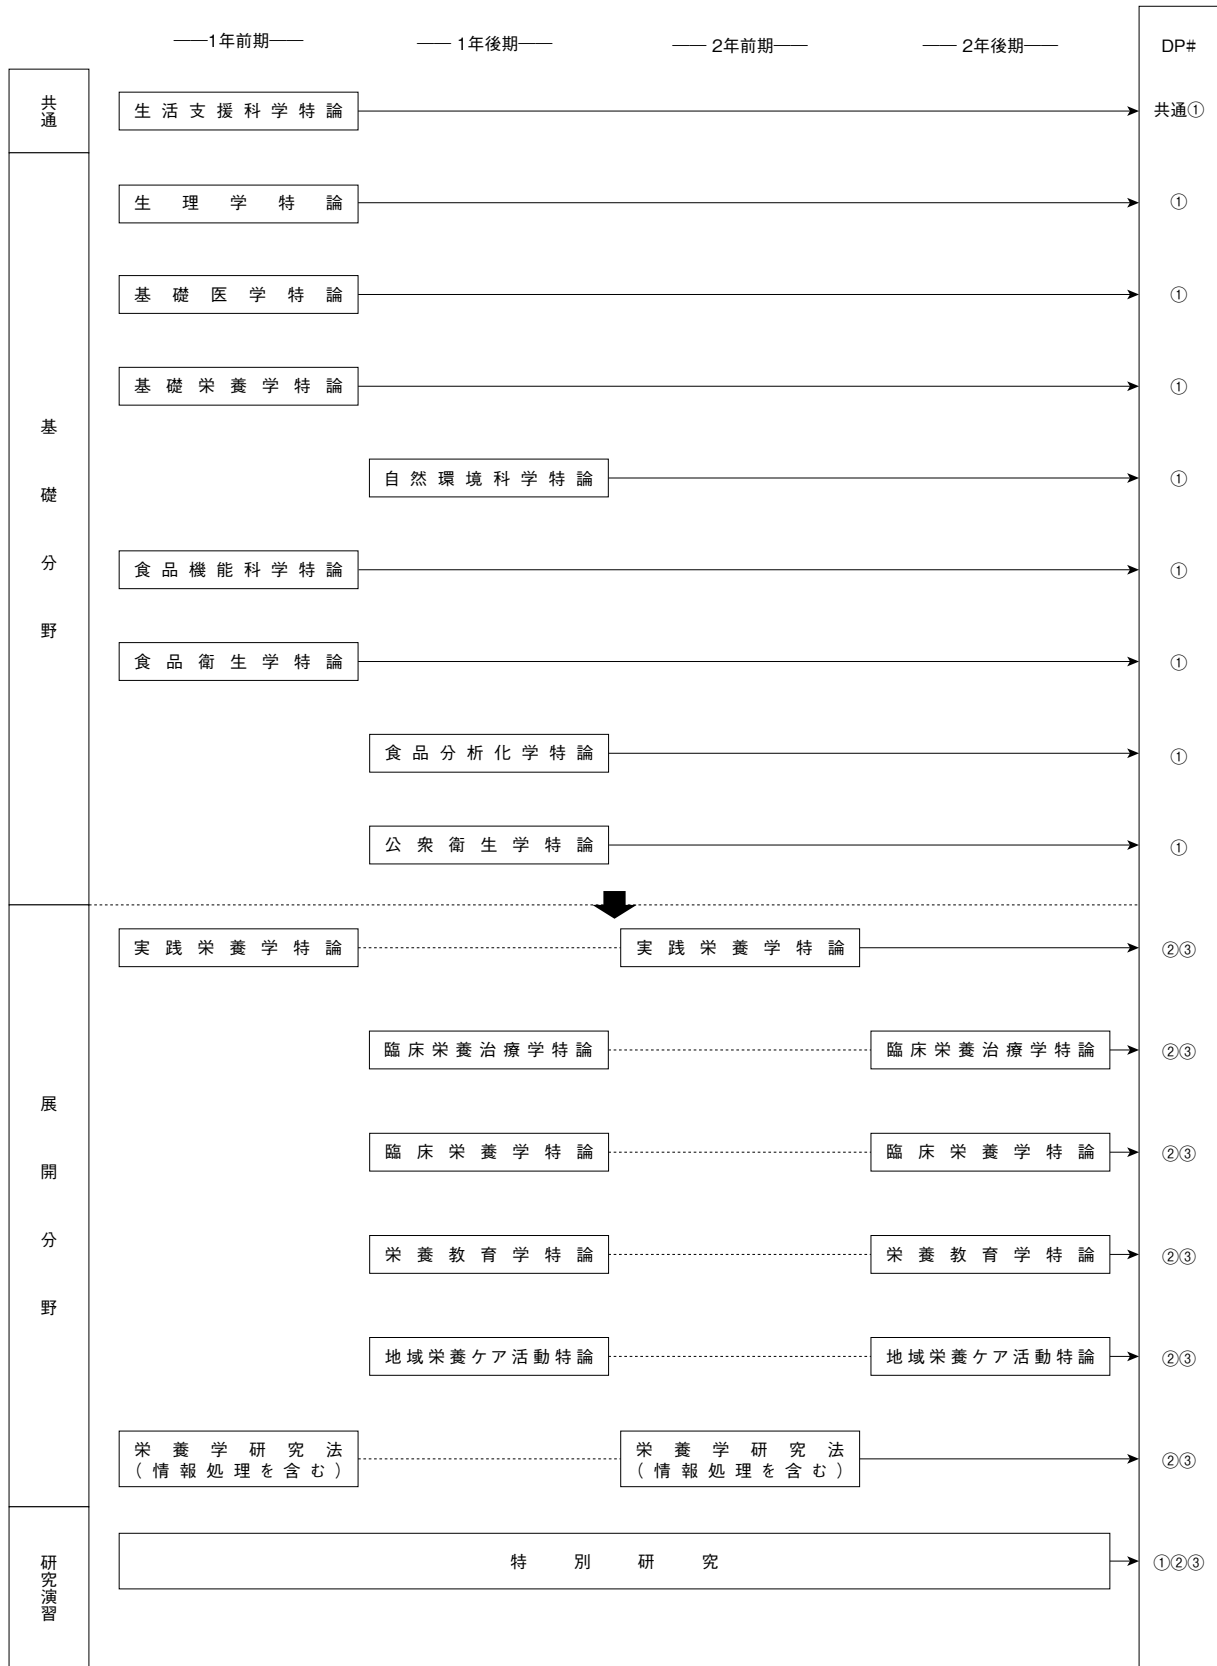 ——1年前期——
—— 1年後期——
—— 2年前期——
—— 2年後期——
DP#
共通
生活支援科学特論
共通①
基礎分野
生理学特論
①
基礎医学特論
①
基礎栄養学特論
①
自然環境科学特論
①
食品機能科学特論
①
食品衛生学特論
①
食品分析化学特論
①
公衆衛生学特論
①
展開分野
実践栄養学特論
実践栄養学特論
②③
臨床栄養治療学特論
臨床栄養治療学特論
②③
臨床栄養学特論
臨床栄養学特論
②③
栄養教育学特論
栄養教育学特論
②③
地域栄養ケア活動特論
地域栄養ケア活動特論
②③
栄養学研究法
(情報処理を含む)
栄養学研究法
(情報処理を含む)
②③
研究演習
特別研究
①②③